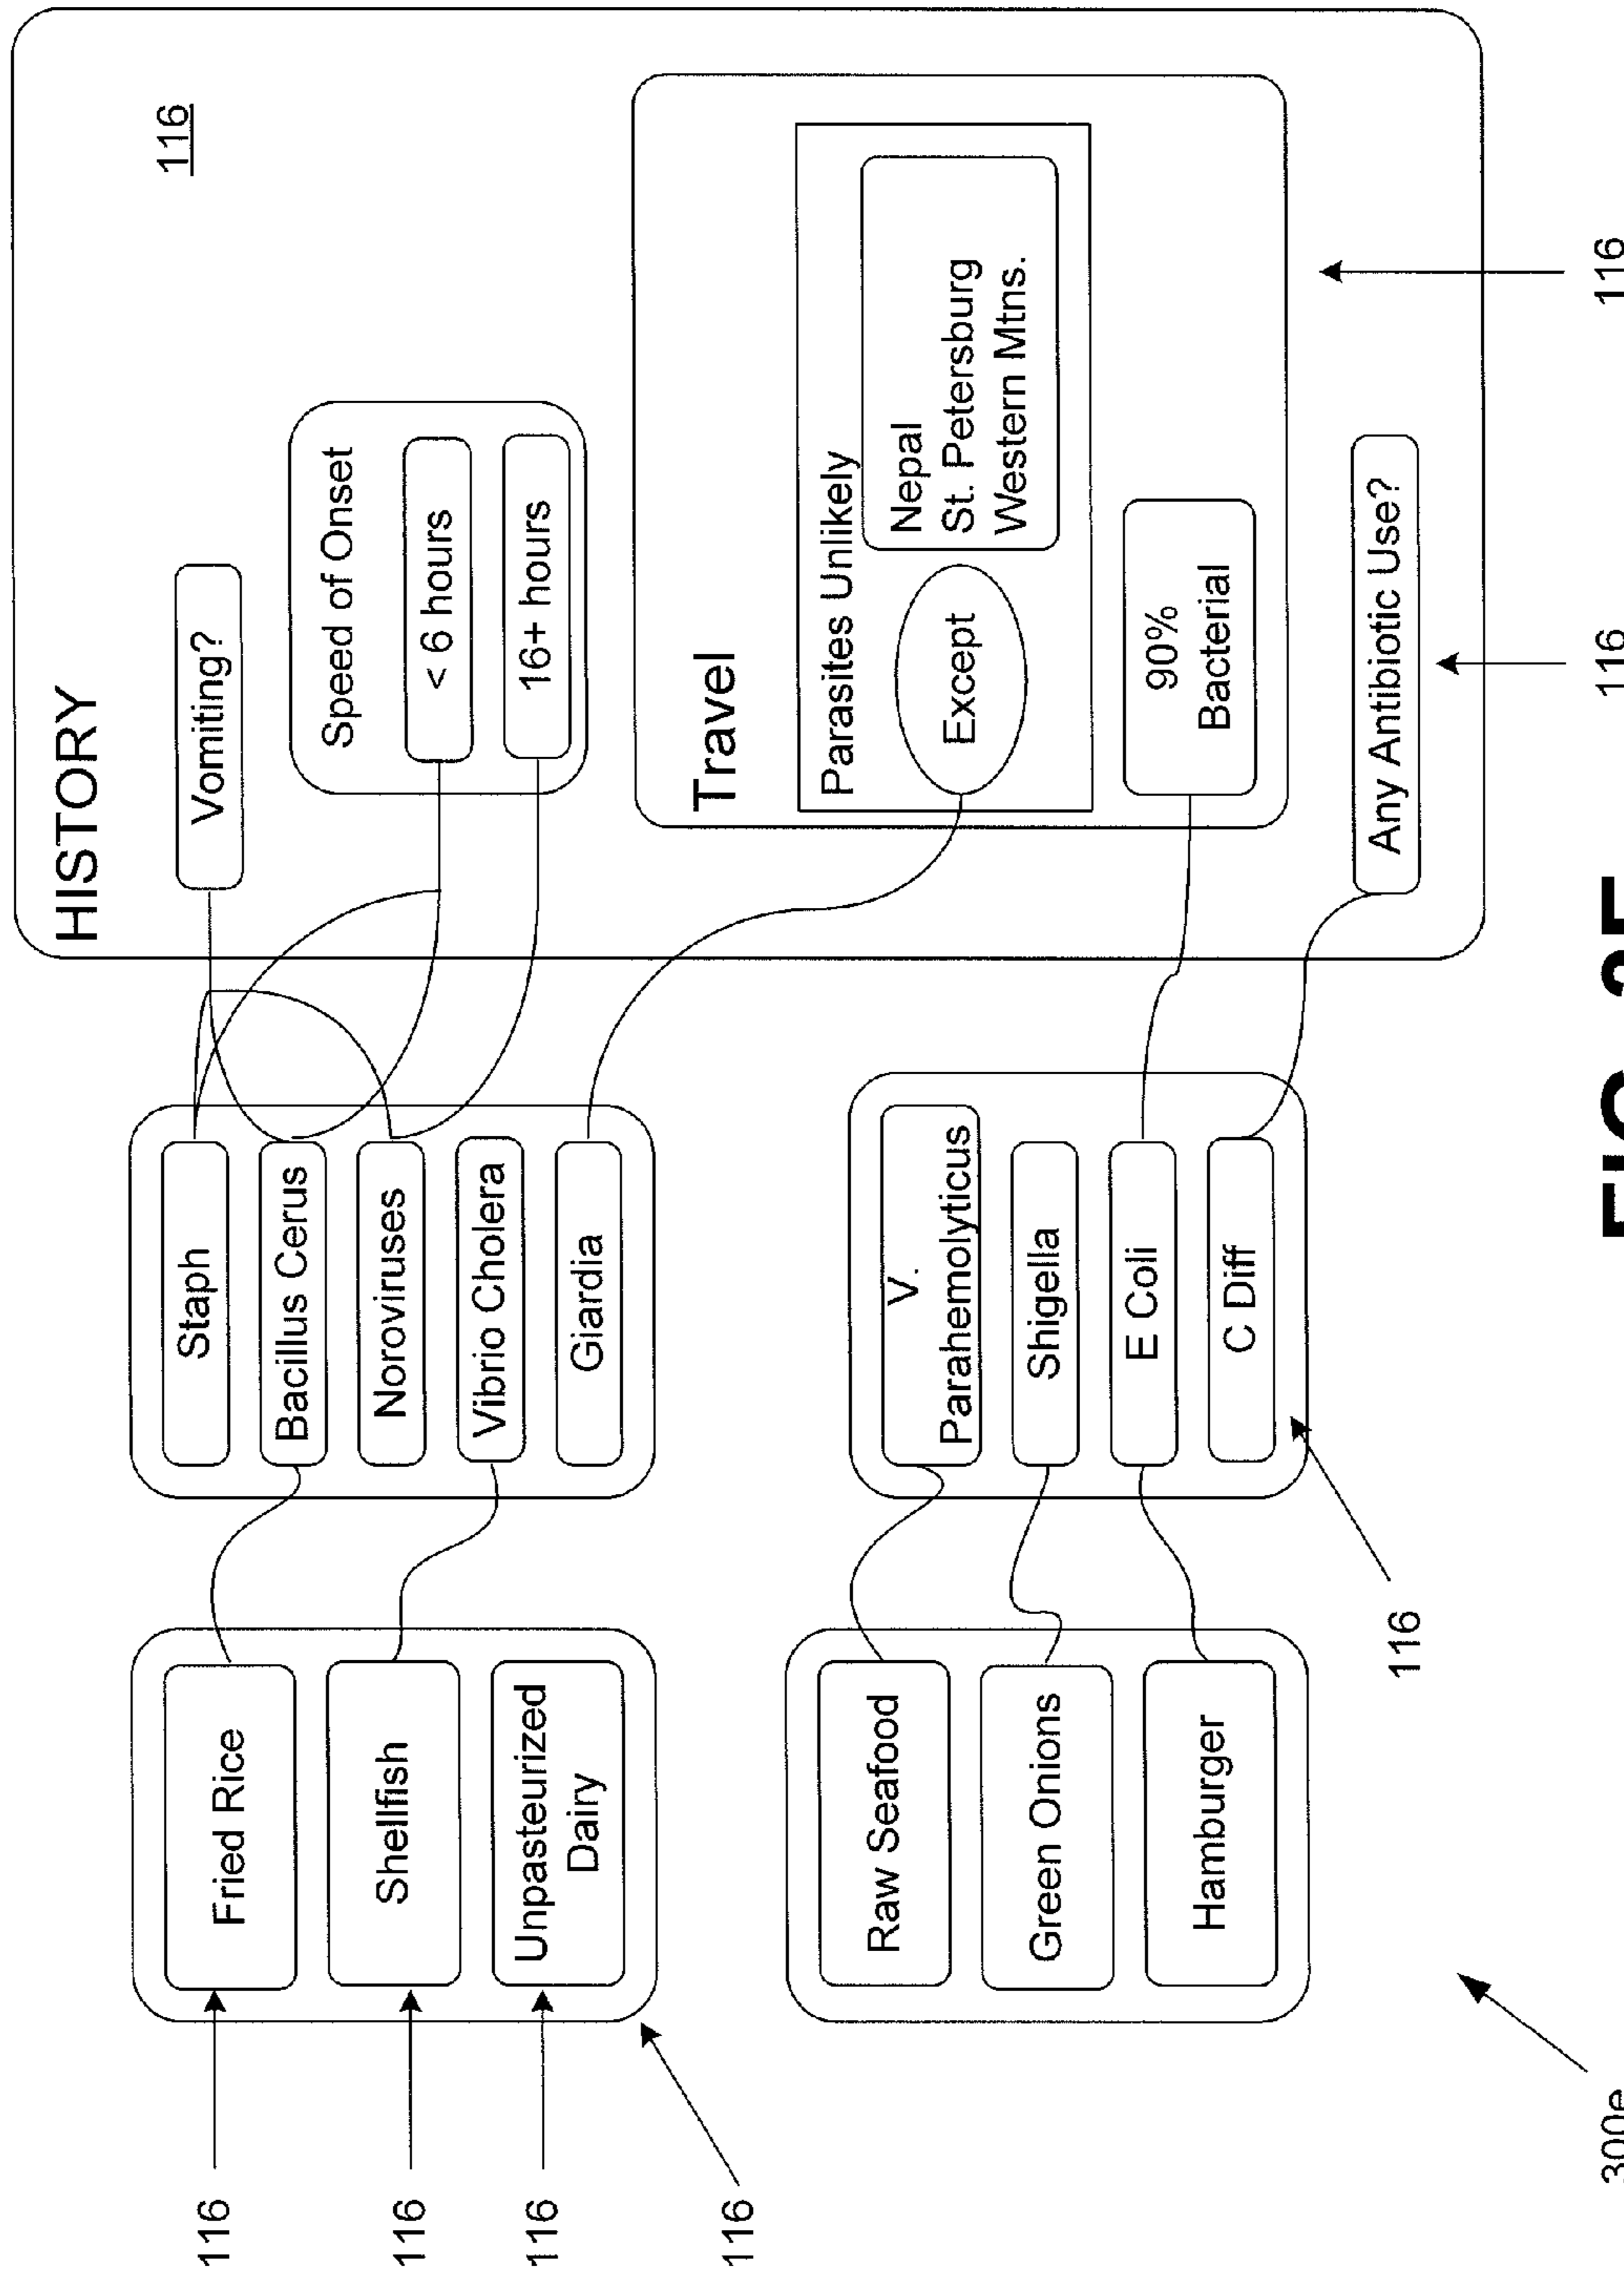 HISTORY
116
Vomiting?
Speed of Onset
< 6 hours
16+ hours
Travel
Parasites Unlikely
Except
Nepal
St. Petersburg
Western Mtns.
90%
Bacterial
Any Antibiotic Use?
116
116
Staph
Bacillus Cerus
Noroviruses
Vibrio Cholera
Giardia
V.
Parahemolyticus
Shigella
E Coli
C Diff
116
Fried Rice
Shellfish
Unpasteurized
Dairy
Raw Seafood
Green Onions
Hamburger
116
116
116
116
300e